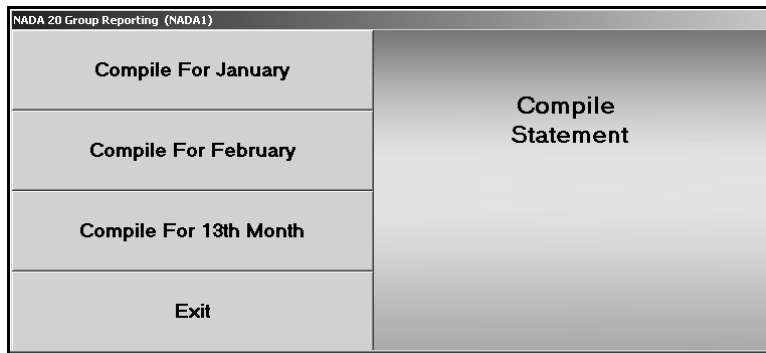 NADA 20 Group Reporting (NADA1)
Compile For January
Compile For February
Compile For 13th Month
Exit
Compile
Statement